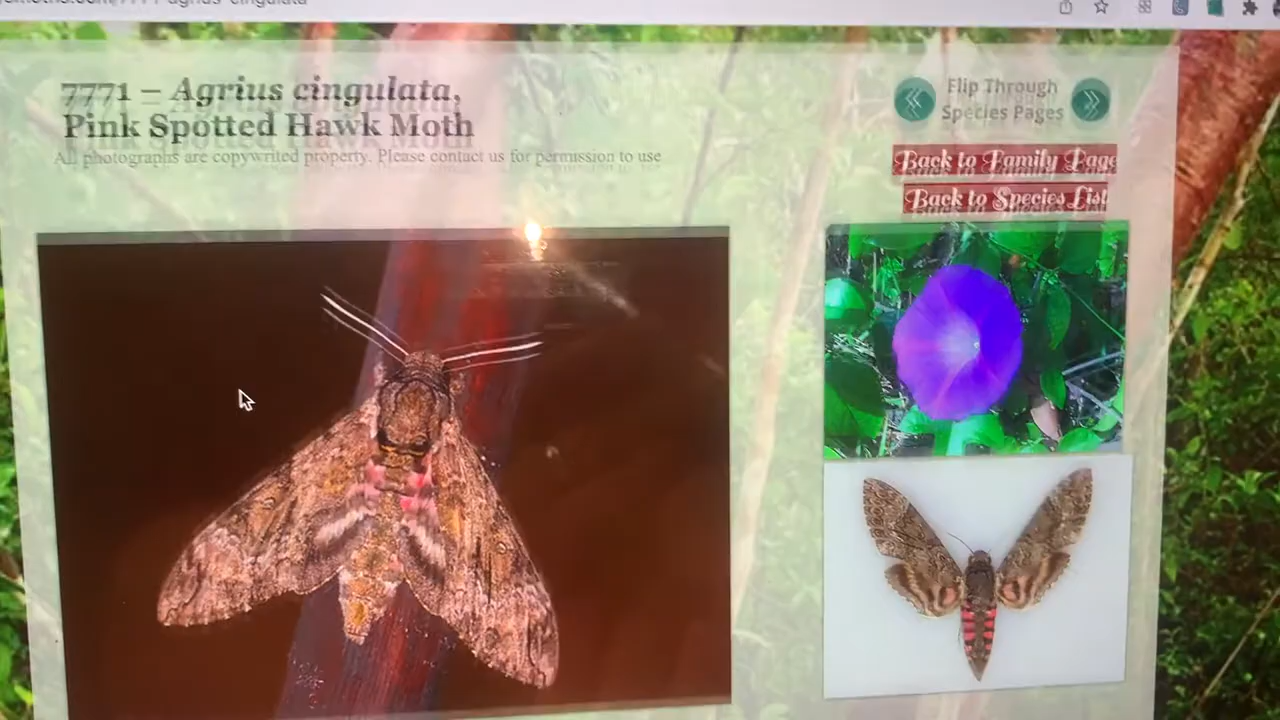 7771 – Agrius cingulata,
Pink Spotted Hawk Moth
All photographs are copywrited property. Please contact us for permission to use
Flip Through
Species Pages
Back to Family Page
Back to Species List